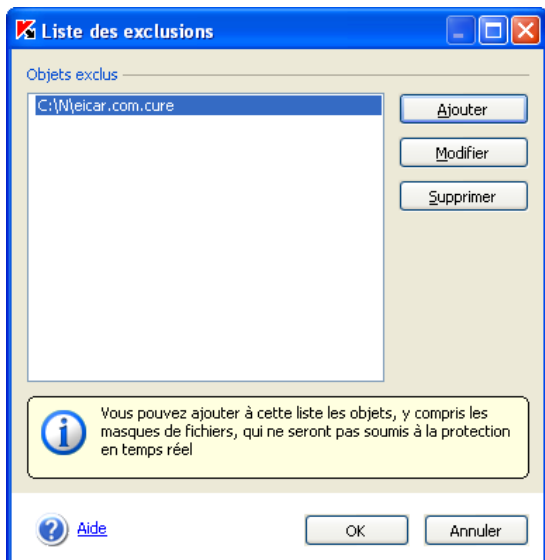 Liste des exclusions
Objets exclus
C:\N\eicar.com.cure
Ajouter
Modifier
Supprimer
Vous pouvez ajouter à cette liste les objets, y compris les
masques de fichiers, qui ne seront pas soumis à la protection
en temps réel
Aide
OK
Annuler